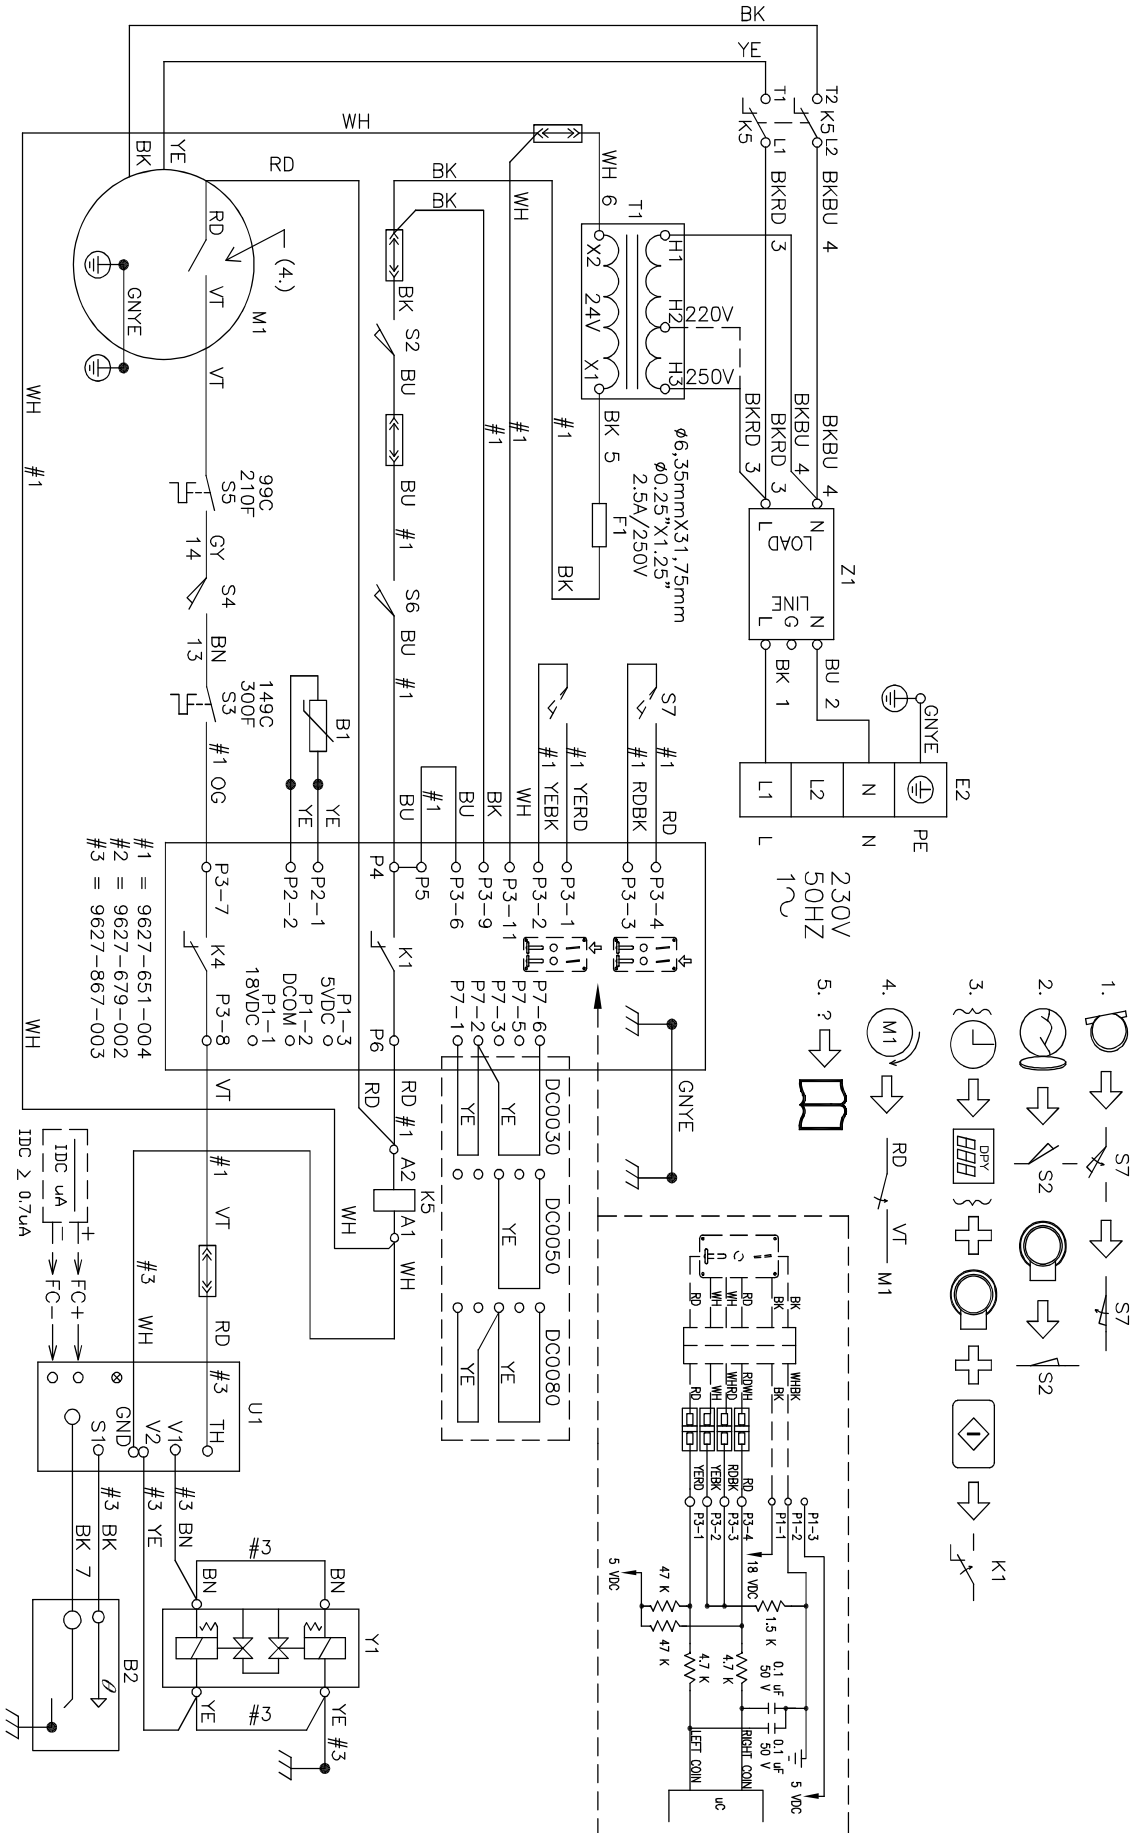 1.
S7
S7
2.
S2
S2
3.
DPY
K1
4.
M1
RD
VT
M1
5. ?
230V
50HZ
1
E2
PE
N
L2
L1
N
L
GNYE
BU 2
BK 1
Z1
N
G
L
LINE
LOAD
N
L
BKBU 4
BKBU 4
BKRD 3
BKRD 3
BKBU 4
BKRD 3
T2
K5
L2
T1
K5
L1
BK
YE
T1
H1
H2
H3
220V
250V
X2
24V
X1
WH 6
BK 5
F1
ø6,35mmX31,75mm
ø0.25"X1.25"
2.5A/250V
BK
WH
BK
BK
WH
#1
#1
#1
BK
S2
BU
BU
#1
S6
BU
#1
BU
RD
YE
BK
RD
VT
(4.)
M1
GNYE
VT
99C
210F
S5
GY
14
S4
BN
13
149C
300F
S3
#1 OG
B1
YE
YE
WH
#1
S7
#1
RD
#1 RDBK
#1 YERD
#1 YEBK
WH
BK
BU
#1
P3-4
P3-3
P3-1
P3-2
P3-11
P3-9
P3-6
P5
P4
P2-1
P2-2
P3-7
K1
P6
K4
P3-8
P1-3
5VDC
P1-2
DCOM
P1-1
18VDC
P7-6
P7-5
P7-3
P7-2
P7-1
GNYE
DC0030
YE
YE
DC0050
YE
DC0080
YE
YE
RD #1
RD
A2
K5
A1
WH
WH
WH
VT
#1
VT
RD
#3
#3
WH
#1 = 9627-651-004
#2 = 9627-679-002
#3 = 9627-867-003
IDC uA
IDC ≥ 0.7uA
+
−
FC+
FC−
U1
TH
V1
V2
GND
S1
#3 BN
#3 YE
#3 BK
BK 7
B2
θ
Y1
BN
BN
#3
YE
YE #3
#3
BK
BK
RD
WH
WH
RD
WHBK
BK
RDWH
WHRD
WH
RD
RD
RDBK
YEBK
YERD
P1-3
P1-2
P1-1
P3-4
P3-3
P3-2
P3-1
18 VDC
5 VDC
47 K
47 K
1.5 K
4.7 K
4.7 K
0.1 uF
50 V
0.1 uF
50 V
5 VDC
RIGHT COIN
LEFT COIN
uC